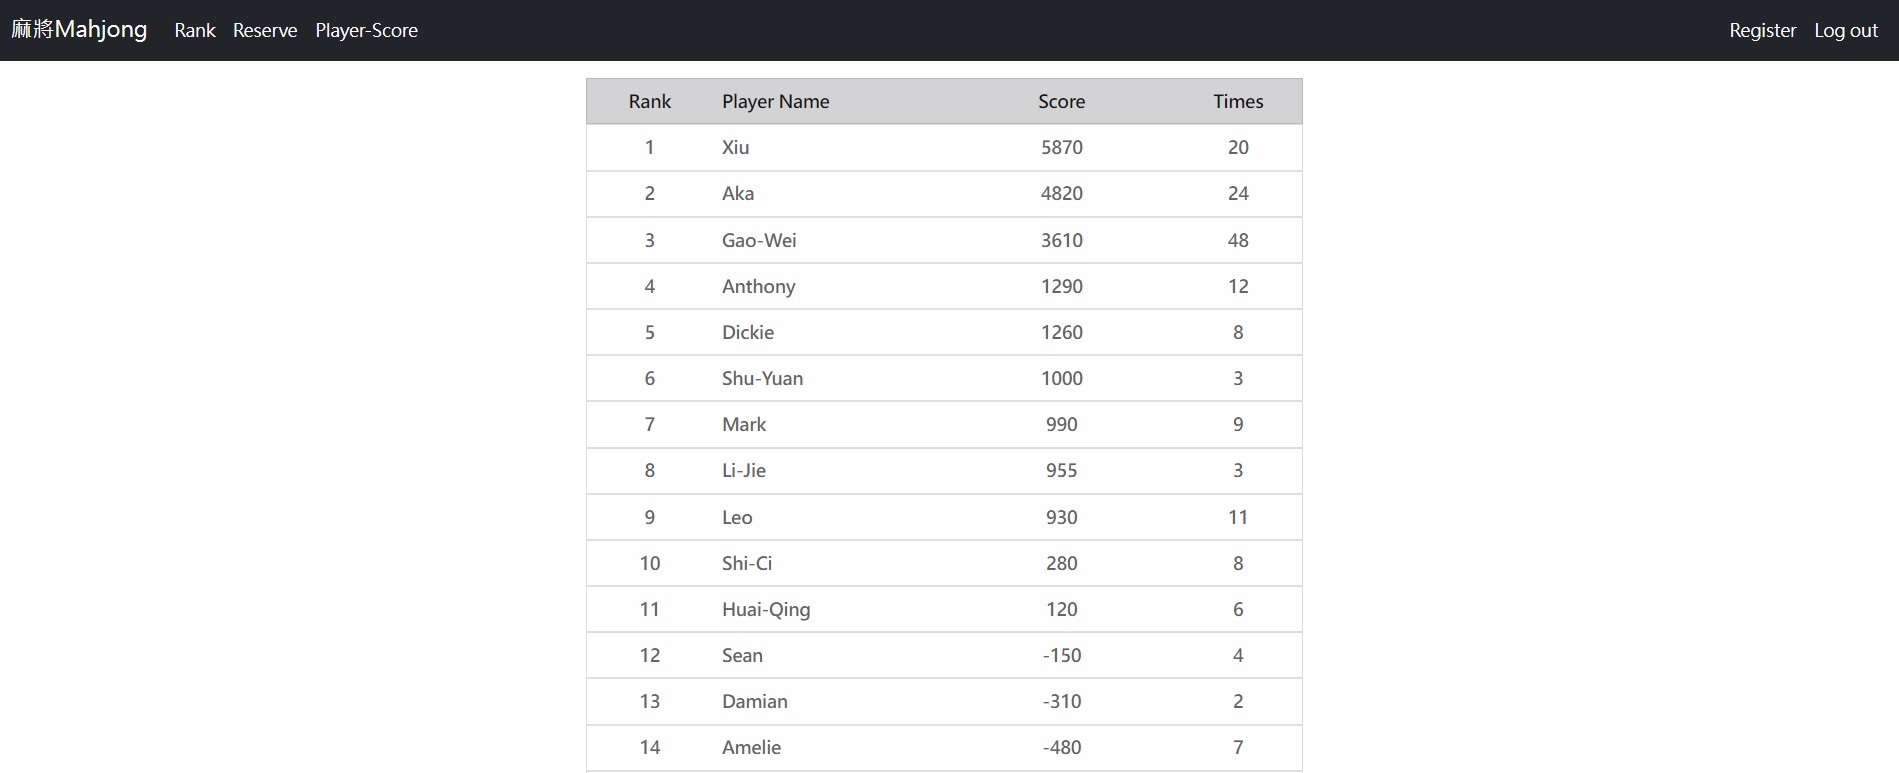 麻將Mahjong Rank Reserve Player-Score Register Log out
Rank Player Name Score Times
1 Xiu 5870 20
2 Aka 4820 24
3 Gao-Wei 3610 48
4 Anthony 1290 12
5 Dickie 1260 8
6 Shu-Yuan 1000 3
7 Mark 990 9
8 Li-Jie 955 3
9 Leo 930 11
10 Shi-Ci 280 8
11 Huai-Qing 120 6
12 Sean -150 4
13 Damian -310 2
14 Amelie -480 7